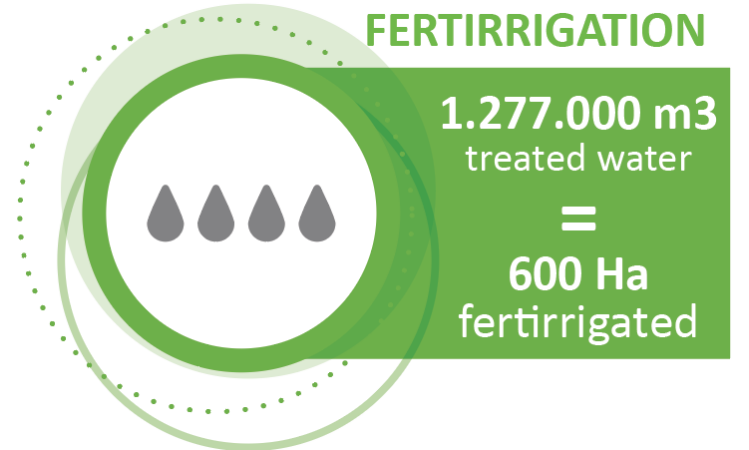 FERTIRRIGATION
1.277.000 m3
treated water
=
600 Ha
fertirrigated